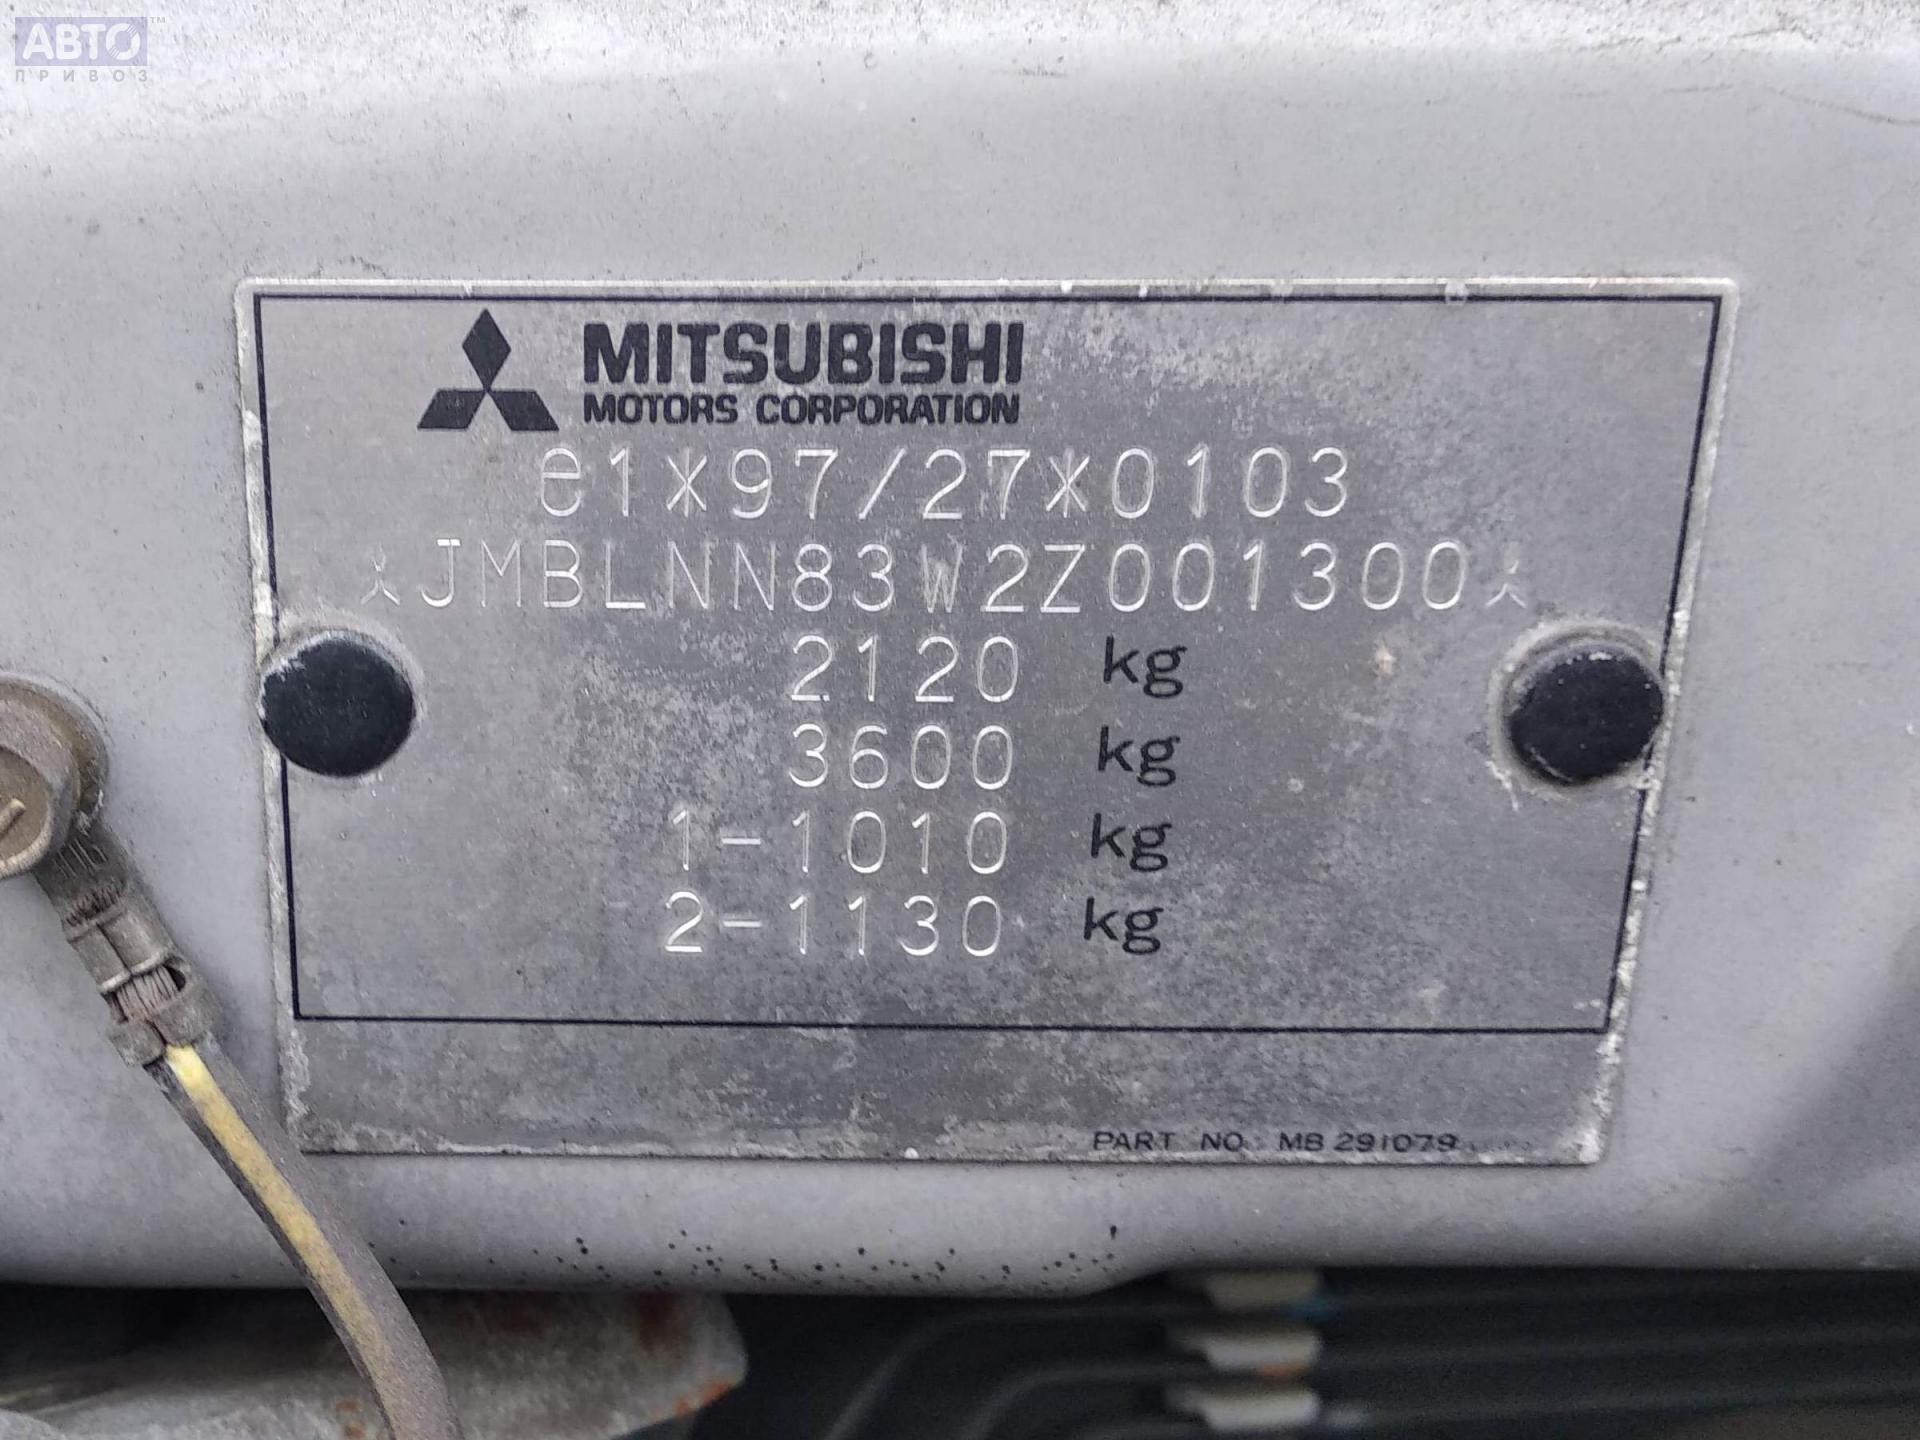 АВТО™
ПРИВОЗ
MITSUBISHI
MOTORS CORPORATION
e1*97/27*0103
JMBLNN83W2Z001300
2120 kg
3600 kg
1-1010 kg
2-1130 kg
PART NO. MB 291079